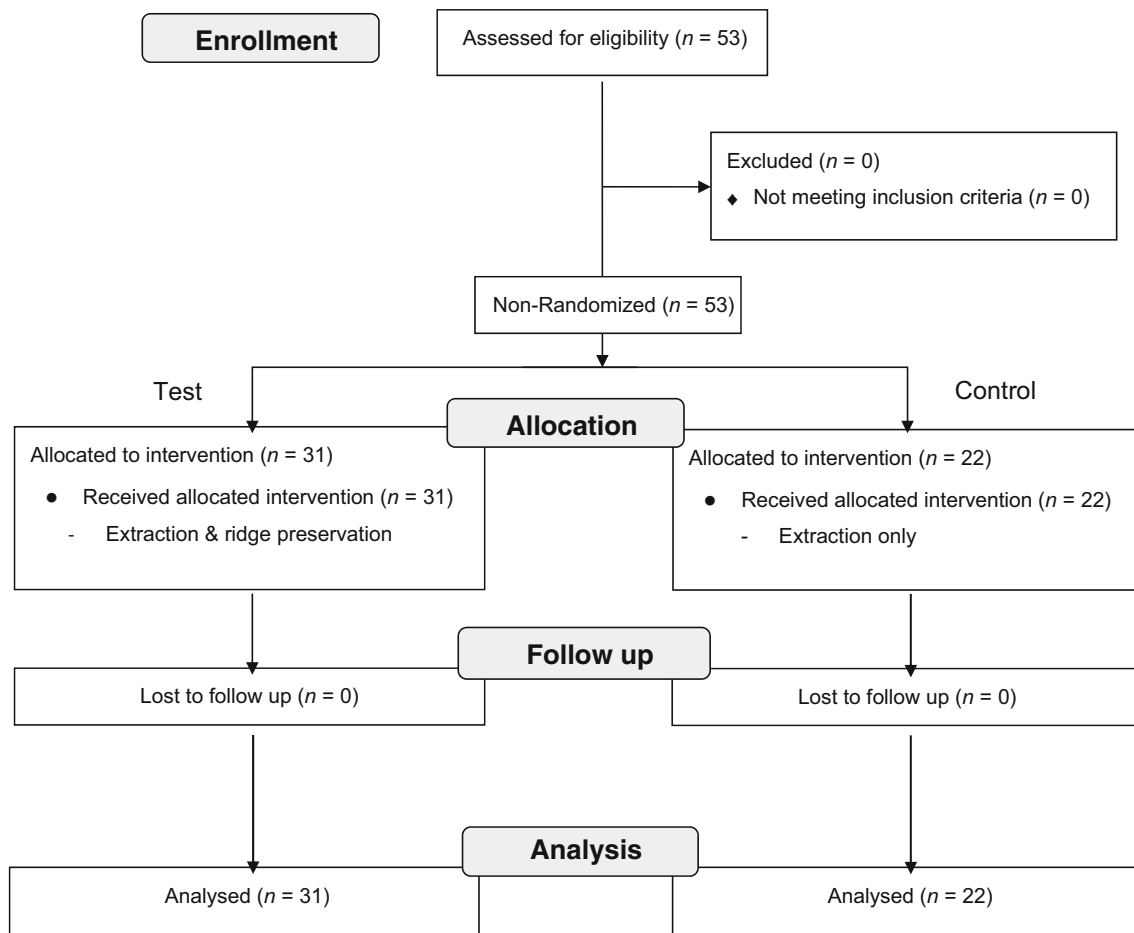 Enrollment
Assessed for eligibility (n = 53)
Excluded (n = 0)
♦ Not meeting inclusion criteria (n = 0)
Non-Randomized (n = 53)
Test
Control
Allocation
Allocated to intervention (n = 31)
● Received allocated intervention (n = 31)
- Extraction & ridge preservation
Allocated to intervention (n = 22)
● Received allocated intervention (n = 22)
- Extraction only
Follow up
Lost to follow up (n = 0)
Lost to follow up (n = 0)
Analysis
Analysed (n = 31)
Analysed (n = 22)